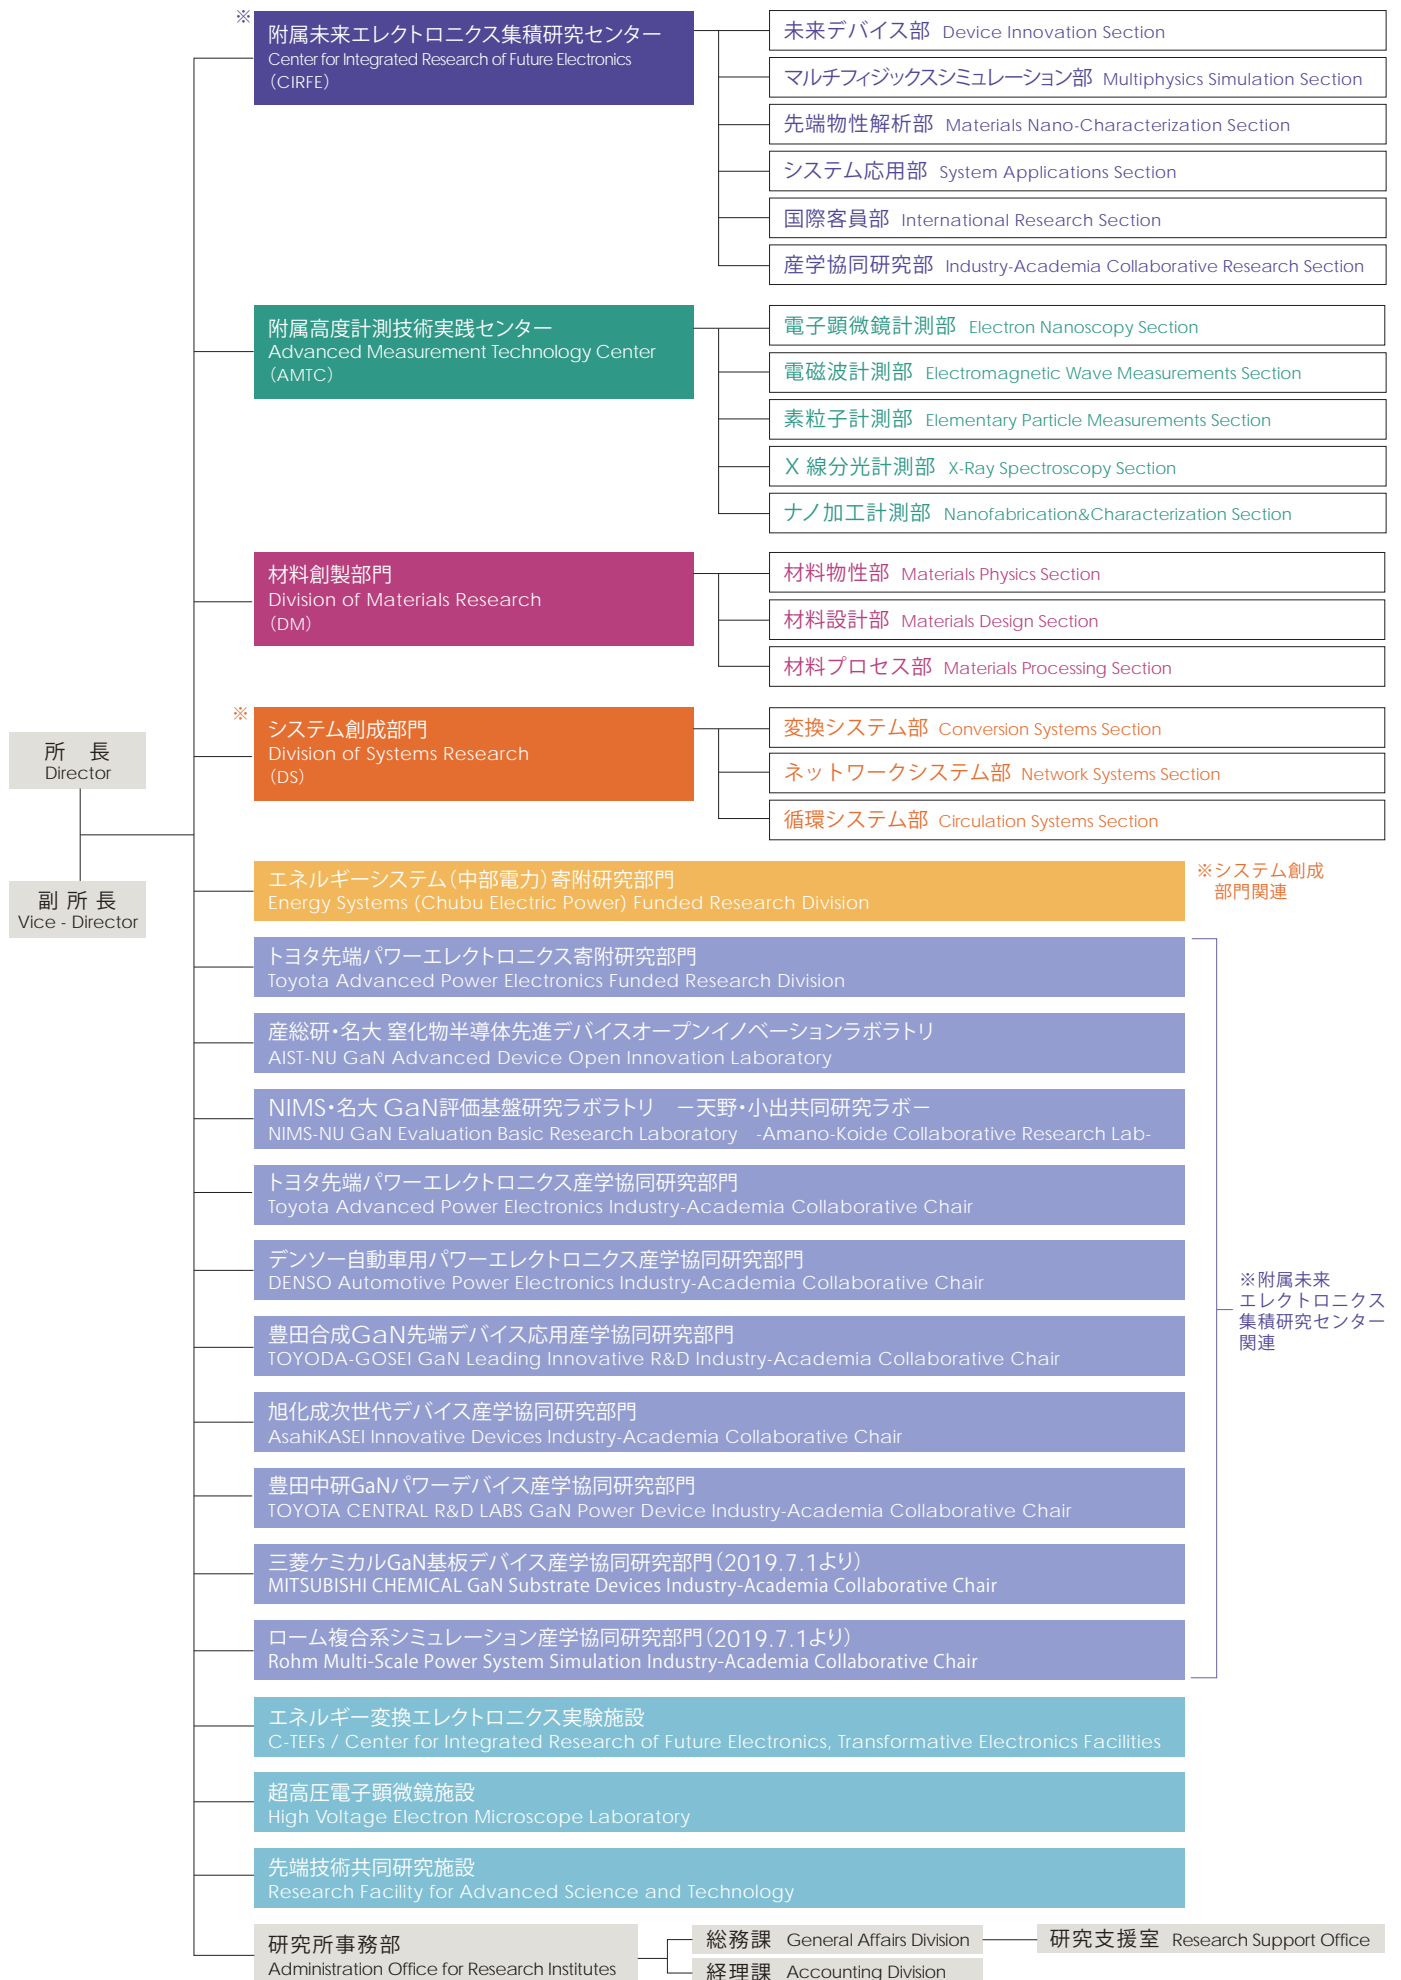 ※
附属未来エレクトロニクス集積研究センター
Center for Integrated Research of Future Electronics
（CIRFE）
未来デバイス部 Device Innovation Section
マルチフィジックスシミュレーション部 Multiphysics Simulation Section
先端物性解析部 Materials Nano-Characterization Section
システム応用部 System Applications Section
国際客員部 International Research Section
産学協同研究部 Industry-Academia Collaborative Research Section
附属高度計測技術実践センター
Advanced Measurement Technology Center
（AMTC）
電子顕微鏡計測部 Electron Nanoscopy Section
電磁波計測部 Electromagnetic Wave Measurements Section
素粒子計測部 Elementary Particle Measurements Section
X 線分光計測部 X-Ray Spectroscopy Section
ナノ加工計測部 Nanofabrication&Characterization Section
材料創製部門
Division of Materials Research
（DM）
材料物性部 Materials Physics Section
材料設計部 Materials Design Section
材料プロセス部 Materials Processing Section
※
システム創成部門
Division of Systems Research
（DS）
変換システム部 Conversion Systems Section
ネットワークシステム部 Network Systems Section
循環システム部 Circulation Systems Section
所 長
Director
副 所 長
Vice - Director
エネルギーシステム（中部電力）寄附研究部門
Energy Systems (Chubu Electric Power) Funded Research Division
※システム創成
部門関連
トヨタ先端パワーエレクトロニクス寄附研究部門
Toyota Advanced Power Electronics Funded Research Division
産総研・名大 窒化物半導体先進デバイスオープンイノベーションラボラトリ
AIST-NU GaN Advanced Device Open Innovation Laboratory
NIMS・名大 GaN評価基盤研究ラボラトリ －天野・小出共同研究ラボ－
NIMS-NU GaN Evaluation Basic Research Laboratory -Amano-Koide Collaborative Research Lab-
トヨタ先端パワーエレクトロニクス産学協同研究部門
Toyota Advanced Power Electronics Industry-Academia Collaborative Chair
デンソー自動車用パワーエレクトロニクス産学協同研究部門
DENSO Automotive Power Electronics Industry-Academia Collaborative Chair
豊田合成GaN先端デバイス応用産学協同研究部門
TOYODA-GOSEI GaN Leading Innovative R&D Industry-Academia Collaborative Chair
旭化成次世代デバイス産学協同研究部門
AsahiKASEI Innovative Devices Industry-Academia Collaborative Chair
豊田中研GaNパワーデバイス産学協同研究部門
TOYOTA CENTRAL R&D LABS GaN Power Device Industry-Academia Collaborative Chair
三菱ケミカルGaN基板デバイス産学協同研究部門（2019.7.1より）
MITSUBISHI CHEMICAL GaN Substrate Devices Industry-Academia Collaborative Chair
ローム複合系シミュレーション産学協同研究部門（2019.7.1より）
Rohm Multi-Scale Power System Simulation Industry-Academia Collaborative Chair
※附属未来
エレクトロニクス
集積研究センター
関連
エネルギー変換エレクトロニクス実験施設
C-TEFs / Center for Integrated Research of Future Electronics, Transformative Electronics Facilities
超高圧電子顕微鏡施設
High Voltage Electron Microscope Laboratory
先端技術共同研究施設
Research Facility for Advanced Science and Technology
研究所事務部
Administration Office for Research Institutes
総務課 General Affairs Division
研究支援室 Research Support Office
経理課 Accounting Division